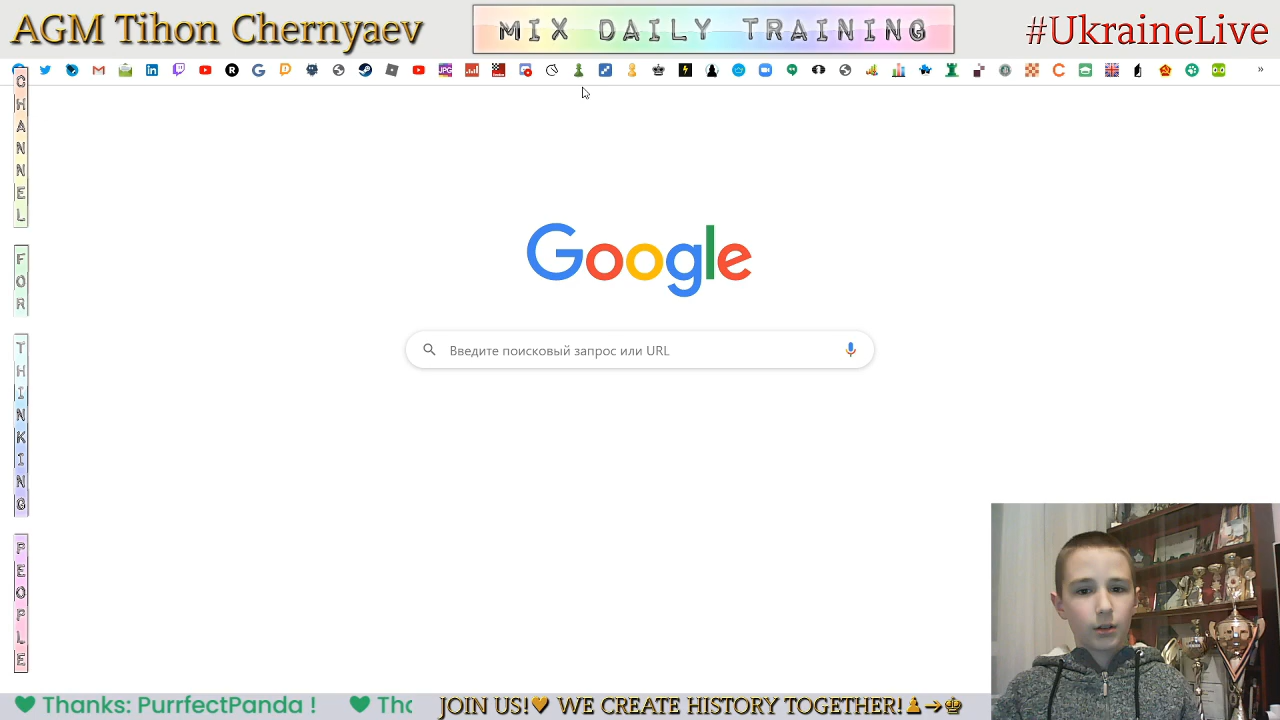 AGM Tihon Chernyaev
MIX DAILY TRAINING
#UkraineLive
CHANNEL
FOR
THINKING
PEOPLE
Google
Введите поисковый запрос или URL
Thanks: PurrfectPanda !
JOIN US! WE CREATE HISTORY TOGETHER!